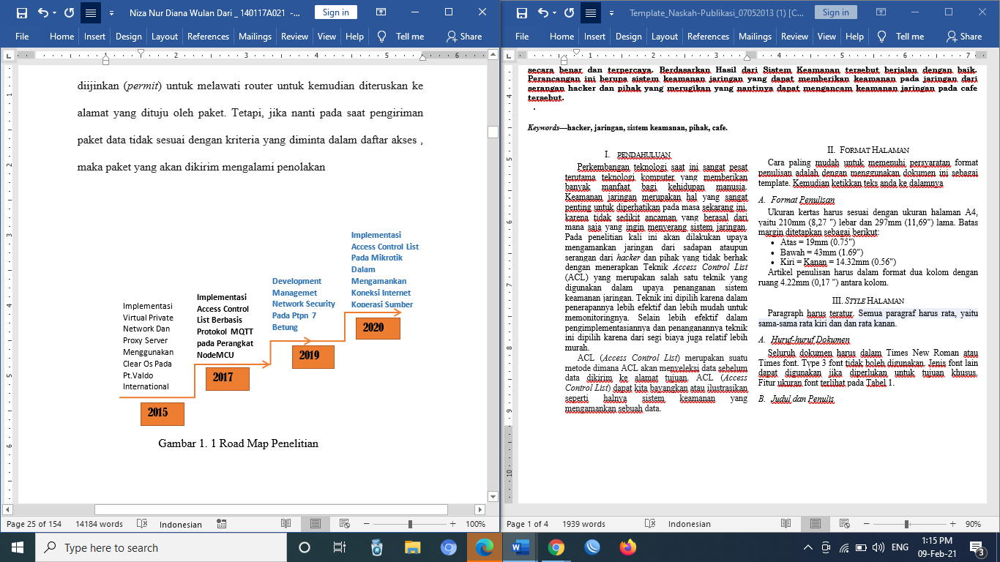 Niza Nur Diana Wulan Dari _ 140117A021 -...
Sign in
File Home Insert Design Layout References Mailings Review View Help Tell me Share
diijinkan (permit) untuk melawati router untuk kemudian diteruskan ke
alamat yang dituju oleh paket. Tetapi, jika nanti pada saat pengiriman
paket data tidak sesuai dengan kriteria yang diminta dalam daftar akses ,
maka paket yang akan dikirim mengalami penolakan
Implementasi
Virtual Private
Network Dan
Proxy Server
Menggunakan
Clear Os Pada
Pt.Valdo
International
2015
Implementasi
Access Control
List Berbasis
Protokol MQTT
pada Perangkat
NodeMCU
2017
Development
Managemet
Network Security
Pada Ptpn 7
Betung
2019
Implementasi
Access Control List
Pada Mikrotik
Dalam
Mengamankan
Koneksi Internet
Koperasi Sumber
2020
Gambar 1. 1 Road Map Penelitian
Page 25 of 154 14184 words Indonesian 100%
Template_Naskah-Publikasi_07052013 (1) [C...
Sign in
File Home Insert Design Layout References Mailings Review View Help Tell me Share
secara benar dan terpercaya. Berdasarkan Hasil dari Sistem Keamanan tersebut berjalan dengan baik.
Perancangan ini berupa sistem keamanan jaringan yang dapat memberikan keamanan pada jaringan dari
serangan hacker dan pihak yang merugikan yang nantinya dapat mengancam keamanan jaringan pada cafe
tersebut.
.
Keywords—hacker, jaringan, sistem keamanan, pihak, cafe.
I. PENDAHULUAN
Perkembangan teknologi saat ini sangat pesat
terutama teknologi komputer yang memberikan
banyak manfaat bagi kehidupan manusia.
Keamanan jaringan merupakan hal yang sangat
penting untuk diperhatikan pada masa sekarang ini,
karena tidak sedikit ancaman yang berasal dari
mana saja yang ingin menyerang sistem jaringan.
Pada penelitian kali ini akan dilakukan upaya
mengamankan jaringan dari sadapan ataupun
serangan dari hacker dan pihak yang tidak berhak
dengan menerapkan Teknik Access Control List
(ACL) yang merupakan salah satu teknik yang
digunakan dalam upaya penanganan sistem
keamanan jaringan. Teknik ini dipilih karena dalam
penerapannya lebih efektif dan lebih mudah untuk
memonitoringnya. Selain lebih efektif dalam
pengimplementasiannya dan penanganannya teknik
ini dipilih karena dari segi biaya juga relatif lebih
murah.
ACL (Access Control List) merupakan suatu
metode dimana ACL akan menyeleksi data sebelum
data dikirim ke alamat tujuan. ACL (Access
Control List) dapat kita bayangkan atau ilustrasikan
seperti halnya sistem keamanan yang
mengamankan sebuah data.
II. FORMAT HALAMAN
Cara paling mudah untuk memenuhi persyaratan format
penulisan adalah dengan menggunakan dokumen ini sebagai
template. Kemudian ketikkan teks anda ke dalamnya
A. Format Penulisan
Ukuran kertas harus sesuai dengan ukuran halaman A4,
yaitu 210mm (8,27 ") lebar dan 297mm (11,69") lama. Batas
margin ditetapkan sebagai berikut:
• Atas = 19mm (0.75")
• Bawah = 43mm (1.69")
• Kiri = Kanan = 14.32mm (0.56")
Artikel penulisan harus dalam format dua kolom dengan
ruang 4.22mm (0,17 ") antara kolom.
III. STYLE HALAMAN
Paragraph harus teratur. Semua paragraf harus rata, yaitu
sama-sama rata kiri dan dan rata kanan.
A. Huruf-huruf Dokumen
Seluruh dokumen harus dalam Times New Roman atau
Times font. Type 3 font tidak boleh digunakan. Jenis font lain
dapat digunakan jika diperlukan untuk tujuan khusus.
Fitur ukuran font terlihat pada Tabel 1.
B. Judul dan Penulis
Page 1 of 4 1939 words Indonesian 90%
Type here to search
ENG
1:15 PM
09-Feb-21
3